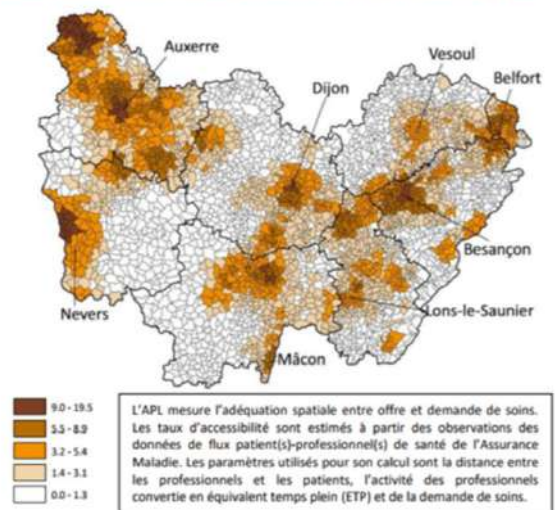 Auxerre
Vesoul
Dijon
Belfort
Besançon
Lons-le-Saunier
Nevers
Mâcon
9.0 - 19.5
5.5 - 8.9
3.2 - 5.4
1.4 - 3.1
0.0 - 1.3
L'APL mesure l'adéquation spatiale entre offre et demande de soins.
Les taux d'accessibilité sont estimés à partir des observations des
données de flux patient(s)-professionnel(s) de santé de l'Assurance
Maladie. Les paramètres utilisés pour son calcul sont la distance entre
les professionnels et les patients, l'activité des professionnels
convertie en équivalent temps plein (ETP) et de la demande de soins.